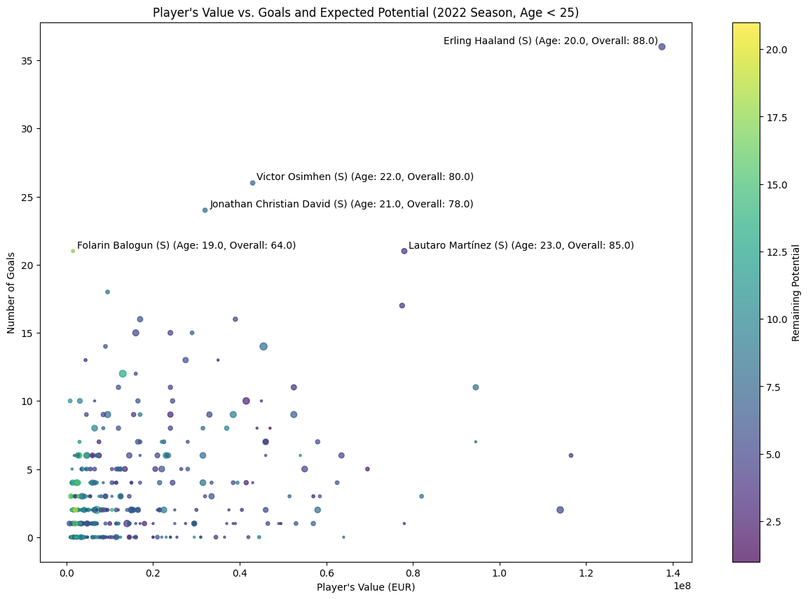 Player's Value vs. Goals and Expected Potential (2022 Season, Age < 25)
Erling Haaland (S) (Age: 20.0, Overall: 88.0)
Victor Osimhen (S) (Age: 22.0, Overall: 80.0)
Jonathan Christian David (S) (Age: 21.0, Overall: 78.0)
Folarin Balogun (S) (Age: 19.0, Overall: 64.0)
Lautaro Martínez (S) (Age: 23.0, Overall: 85.0)
Number of Goals
35
30
25
20
15
10
5
0
0.0 0.2 0.4 0.6 0.8 1.0 1.2 1.4
1e8
Player's Value (EUR)
20.0
17.5
15.0
12.5
10.0
7.5
5.0
2.5
Remaining Potential